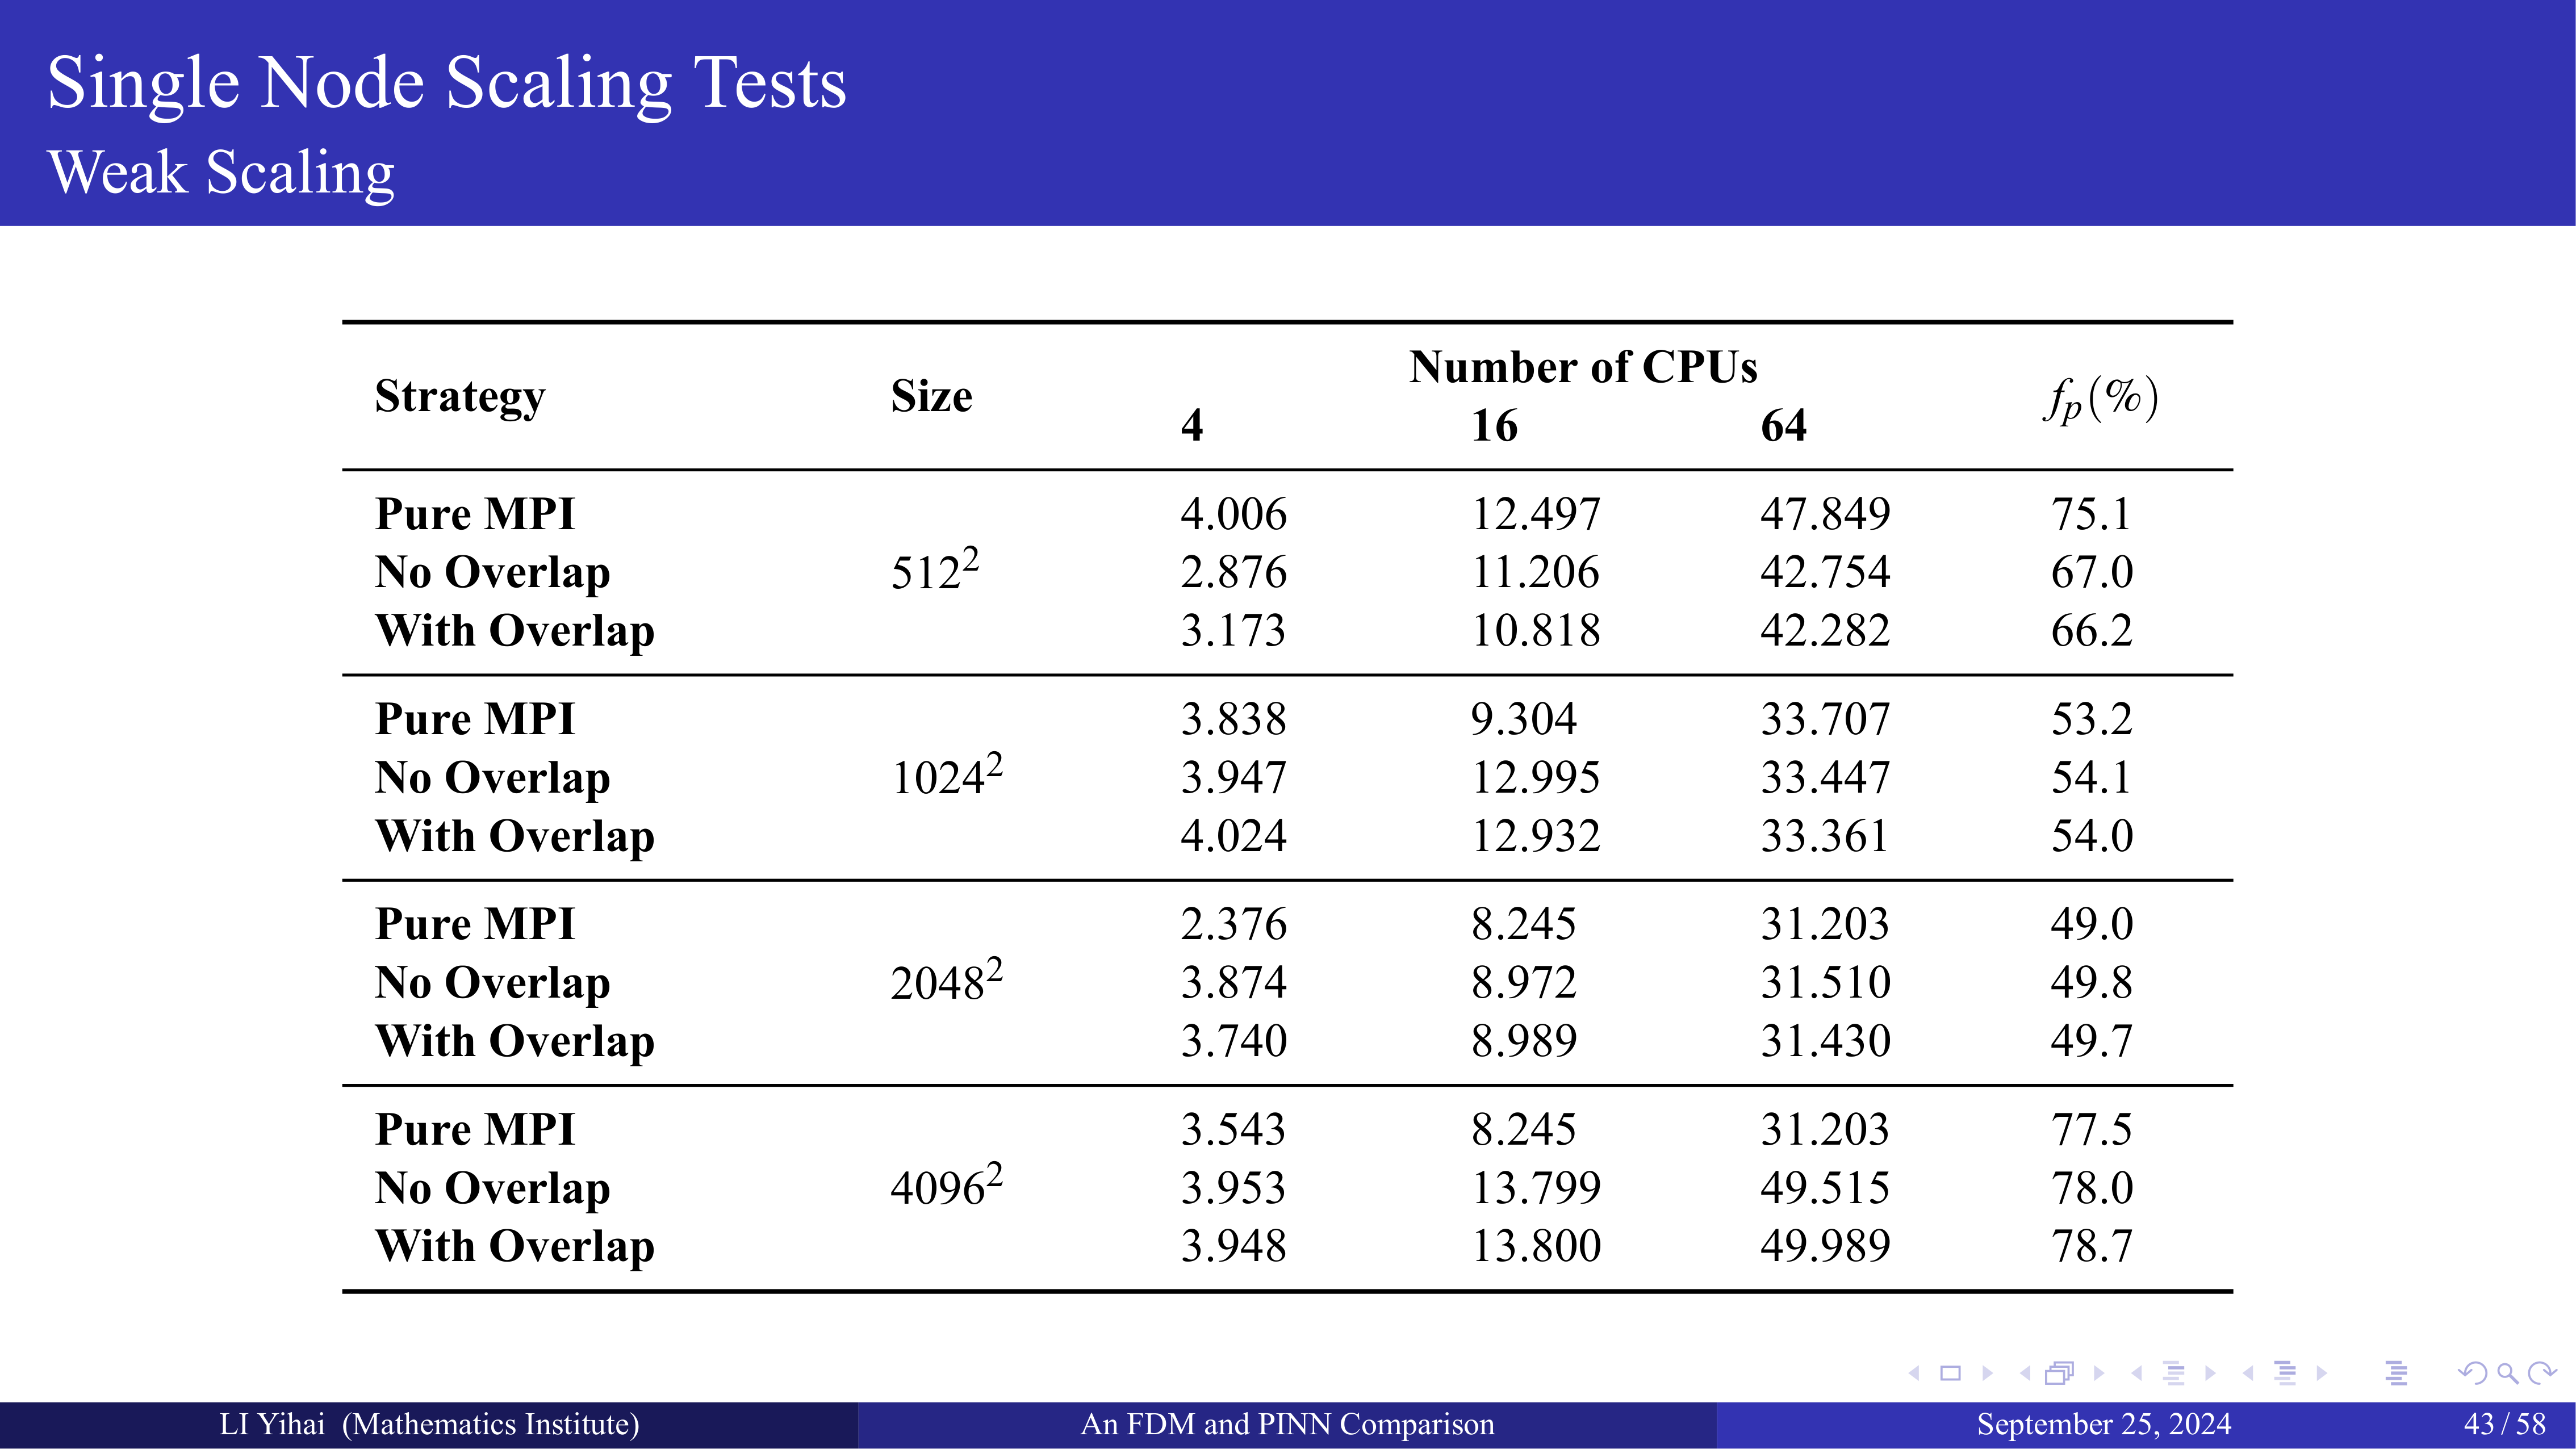 Single Node Scaling Tests
Weak Scaling
Strategy Size Number of CPUs fp(%)
4 16 64
Pure MPI 4.006 12.497 47.849 75.1
No Overlap 512² 2.876 11.206 42.754 67.0
With Overlap 3.173 10.818 42.282 66.2
Pure MPI 3.838 9.304 33.707 53.2
No Overlap 1024² 3.947 12.995 33.447 54.1
With Overlap 4.024 12.932 33.361 54.0
Pure MPI 2.376 8.245 31.203 49.0
No Overlap 2048² 3.874 8.972 31.510 49.8
With Overlap 3.740 8.989 31.430 49.7
Pure MPI 3.543 8.245 31.203 77.5
No Overlap 4096² 3.953 13.799 49.515 78.0
With Overlap 3.948 13.800 49.989 78.7
LI Yihai (Mathematics Institute) An FDM and PINN Comparison September 25, 2024 43 / 58